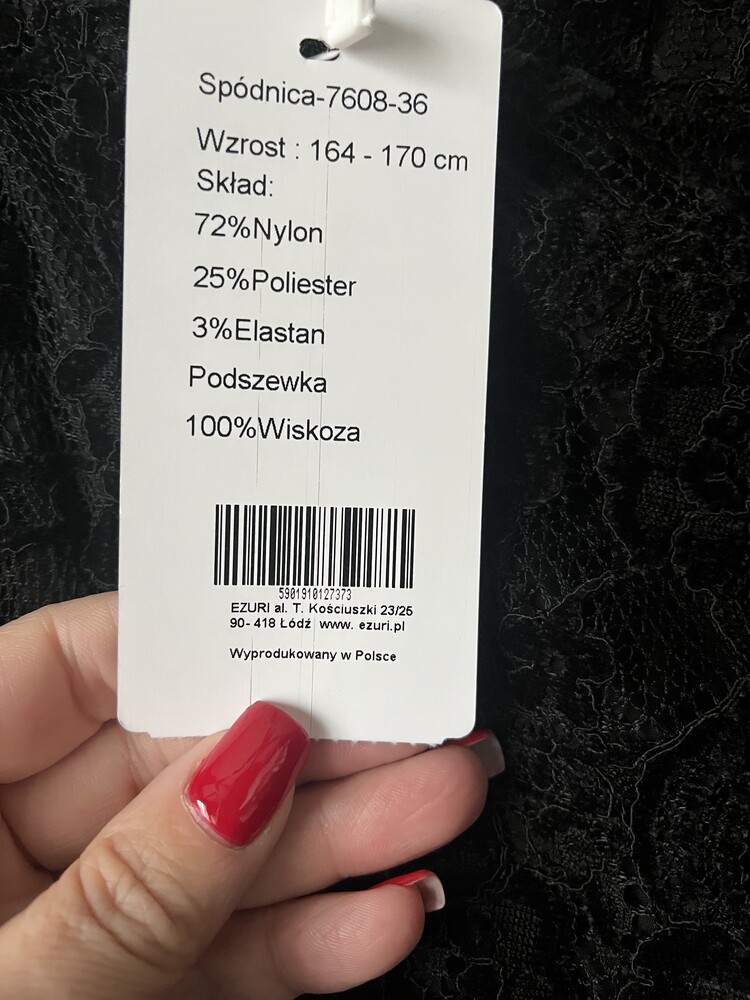 Spódnica-7608-36
Wzrost : 164 - 170 cm
Skład:
72%Nylon
25%Poliester
3%Elastan
Podszewka
100%Wiskoza
5901910127373
EZURI al. T. Kościuszki 23/25
90- 418 Łódź www. ezuri.pl
Wyprodukowany w Polsce